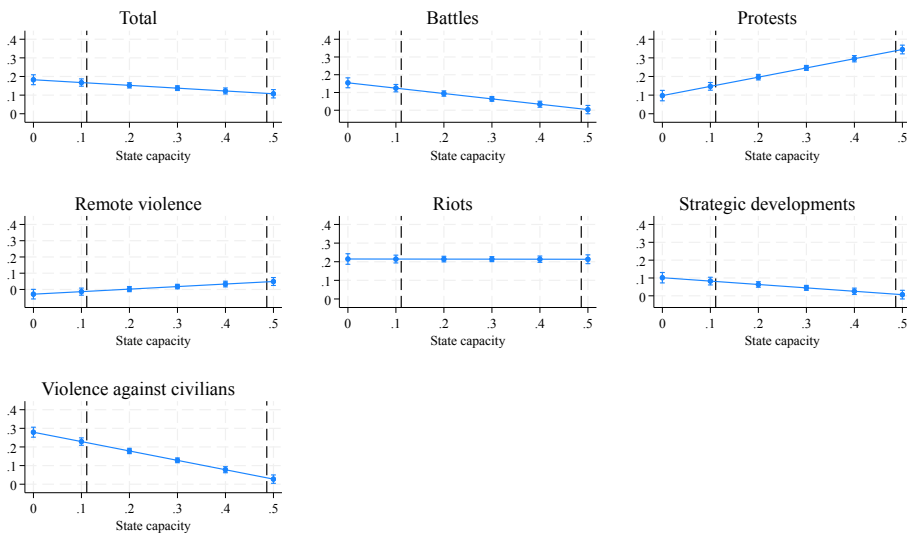 Total
.4
.3
.2
.1
0
0 .1 .2 .3 .4 .5
State capacity
Battles
.4
.3
.2
.1
0
0 .1 .2 .3 .4 .5
State capacity
Protests
.4
.3
.2
.1
0
0 .1 .2 .3 .4 .5
State capacity
Remote violence
.4
.3
.2
.1
0
0 .1 .2 .3 .4 .5
State capacity
Riots
.4
.3
.2
.1
0
0 .1 .2 .3 .4 .5
State capacity
Strategic developments
.4
.3
.2
.1
0
0 .1 .2 .3 .4 .5
State capacity
Violence against civilians
.4
.3
.2
.1
0
0 .1 .2 .3 .4 .5
State capacity